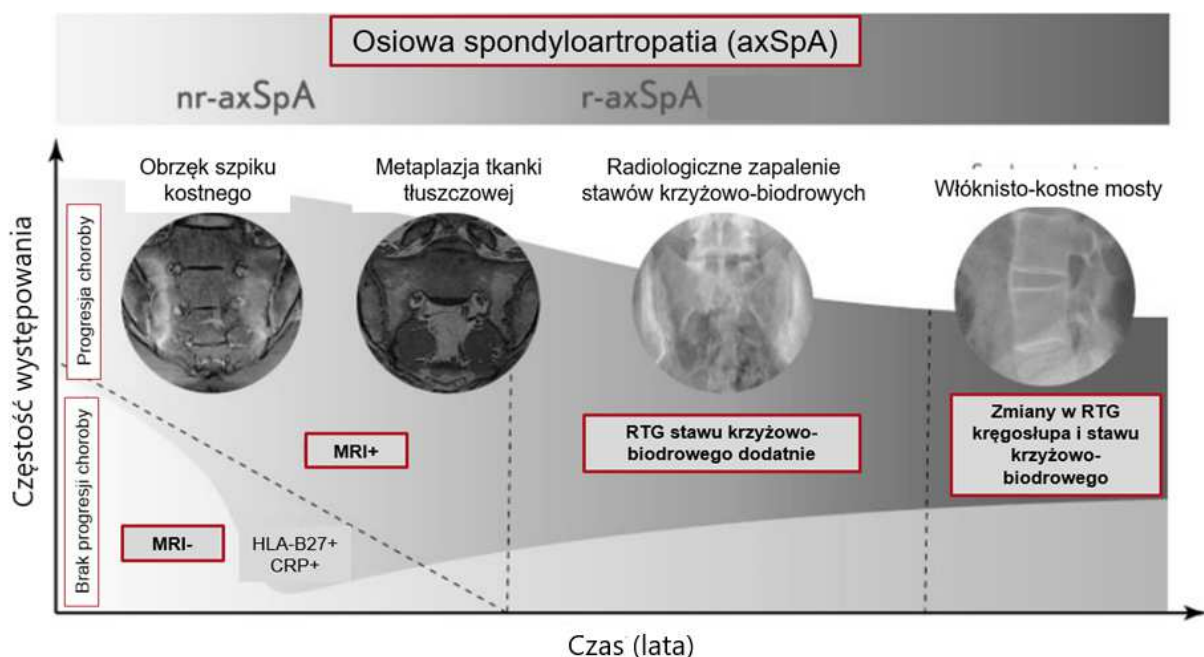 Osiowa spondyloartropatia (axSpA)
nr-axSpA
r-axSpA
Obrzęk szpiku
kostnego
Metaplazja tkanki
tłuszczowej
Radiologiczne zapalenie
stawów krzyżowo-biodrowych
Włóknisto-kostne mosty
Częstość występowania
Progresja choroby
Brak progresji choroby
MRI+
RTG stawu krzyżowo-
biodrowego dodatnie
Zmiany w RTG
kręgosłupa i stawu
krzyżowo-
biodrowego
MRI-
HLA-B27+
CRP+
Czas (lata)